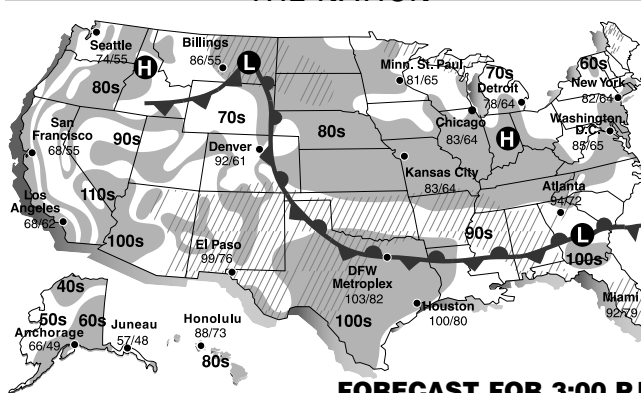 Seattle
74/55
Billings
86/55
H
L
80s
70s
Minn. St. Paul
81/65
70s
Detroit
78/64
60s
New York
82/64
San
Francisco
68/55
90s
Denver
92/61
80s
Chicago
83/64
H
Washington,
D.C.
85/65
Kansas City
83/64
Los
Angeles
68/62
110s
100s
El Paso
99/76
90s
Atlanta
94/72
L
100s
DFW
Metroplex
103/82
100s
Houston
100/80
Miami
92/79
40s
50s
60s
Anchorage
66/49
Juneau
57/48
Honolulu
88/73
80s
FORECAST FOR 3:00 P.